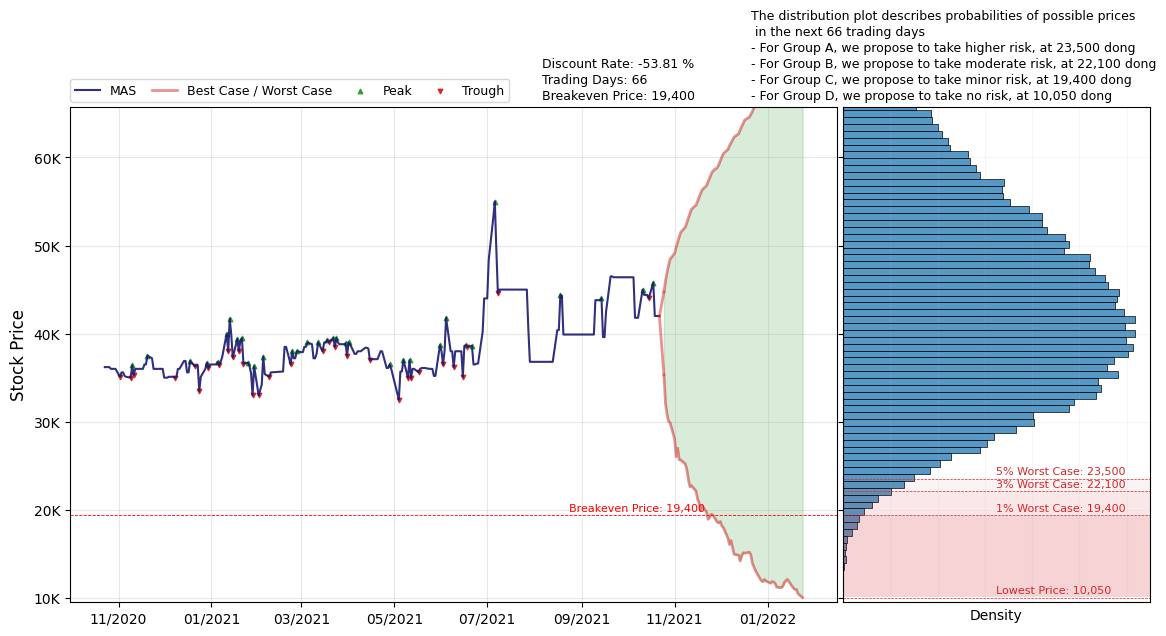 The distribution plot describes probabilities of possible prices
in the next 66 trading days
- For Group A, we propose to take higher risk, at 23,500 dong
- For Group B, we propose to take moderate risk, at 22,100 dong
- For Group C, we propose to take minor risk, at 19,400 dong
- For Group D, we propose to take no risk, at 10,050 dong
Discount Rate: -53.81 %
Trading Days: 66
Breakeven Price: 19,400
MAS
Best Case / Worst Case
Peak
Trough
Stock Price
60K
50K
40K
30K
20K
10K
Breakeven Price: 19,400
11/2020
01/2021
03/2021
05/2021
07/2021
09/2021
11/2021
01/2022
5% Worst Case: 23,500
3% Worst Case: 22,100
1% Worst Case: 19,400
Lowest Price: 10,050
Density